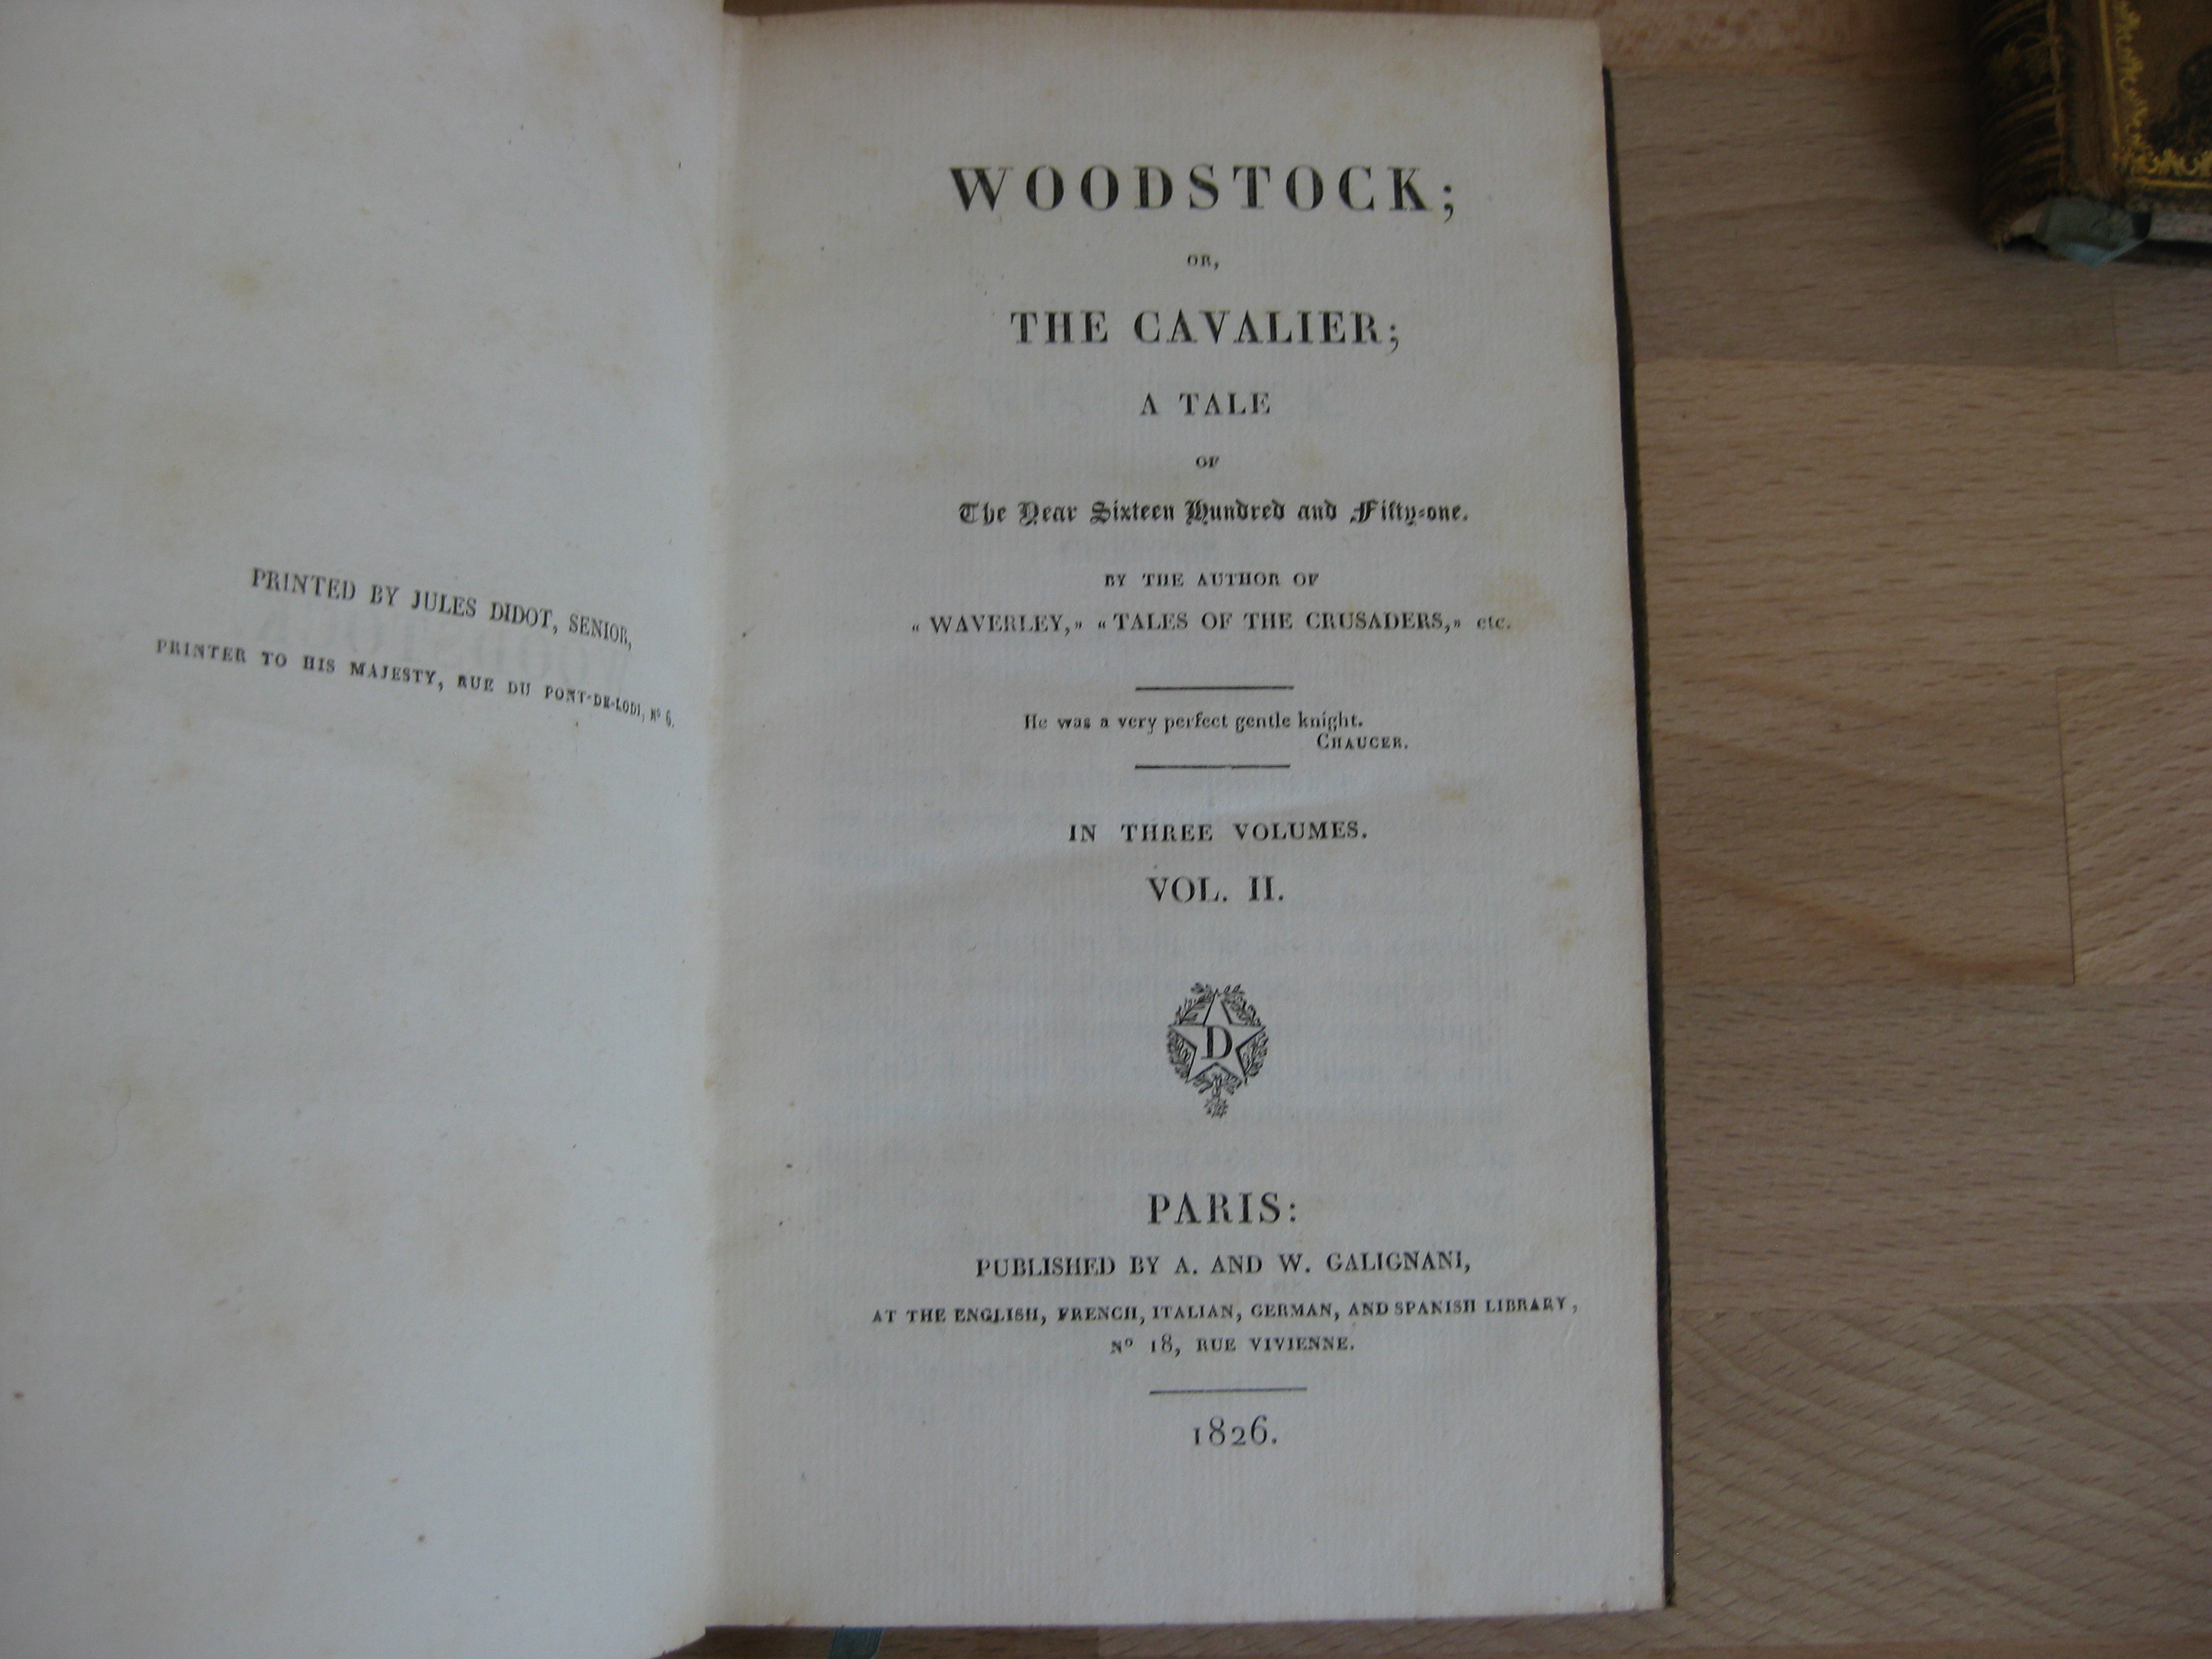 PRINTED BY JULES DIDOT, SENIOR,
PRINTER TO HIS MAJESTY, RUE DU PONT-DE-LODI, Nº 6.
WOODSTOCK;
OR,
THE CAVALIER;
A TALE
OF
The Year Sixteen Hundred and Fifty-one.
BY THE AUTHOR OF
“ WAVERLEY,” “ TALES OF THE CRUSADERS,” etc.
He was a very perfect gentle knight.
CHAUCER.
IN THREE VOLUMES.
VOL. II.
D
PARIS:
PUBLISHED BY A. AND W. GALIGNANI,
AT THE ENGLISH, FRENCH, ITALIAN, GERMAN, AND SPANISH LIBRARY,
Nº 18, RUE VIVIENNE.
1826.